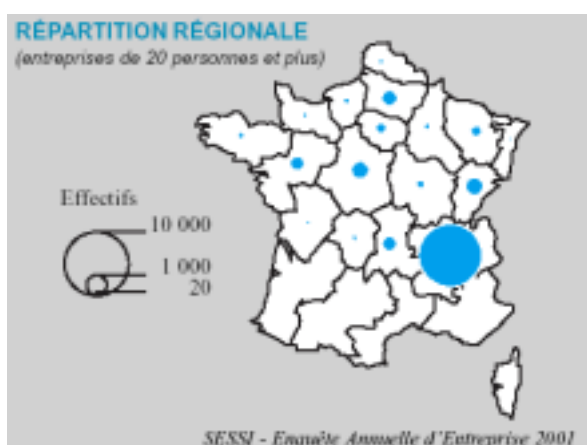 RÉPARTITION RÉGIONALE
(entreprises de 20 personnes et plus)
Effectifs
10 000
1 000
20
SESSI - Enquête Annuelle d'Entreprise 2001